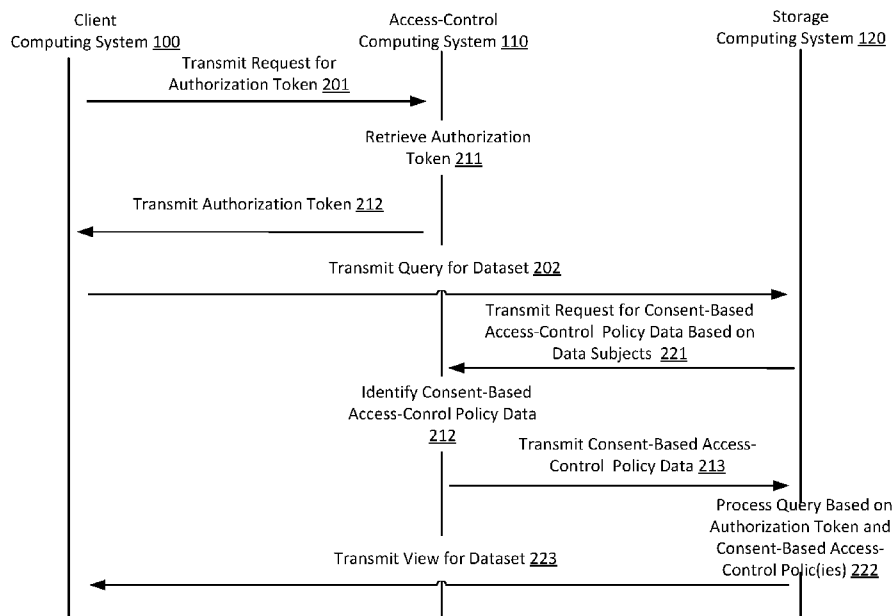 Client
Computing System 100
Access-Control
Computing System 110
Storage
Computing System 120
Transmit Request for
Authorization Token 201
Retrieve Authorization
Token 211
Transmit Authorization Token 212
Transmit Query for Dataset 202
Transmit Request for Consent-Based
Access-Control Policy Data Based on
Data Subjects 221
Identify Consent-Based
Access-Conrol Policy Data
212
Transmit Consent-Based Access-
Control Policy Data 213
Process Query Based on
Authorization Token and
Consent-Based Access-
Control Polic(ies) 222
Transmit View for Dataset 223